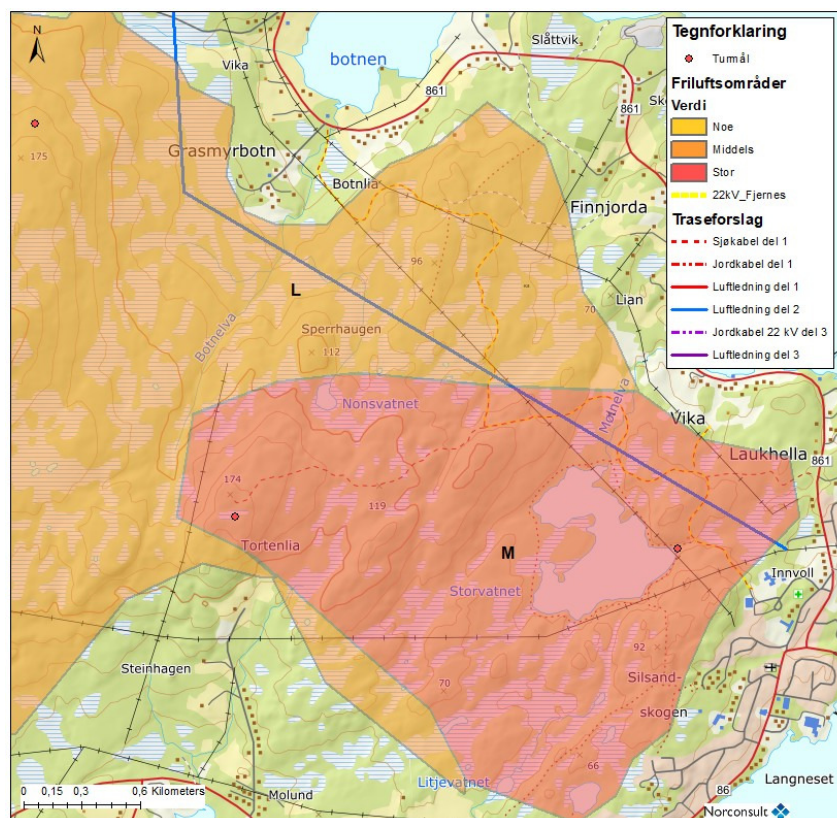 N
botnen
Slåttvik
Vika
861
861
Grasmyrbotn
175
Botnlia
Finnjorda
96
Lian
L
70
Botnelva
Sperrhaugen
112
Nonsvatnet
Molnelva
Vika
Laukhella
861
174
119
Tortenlia
M
Innvoll
Storvatnet
Steinhagen
92
Silsand-
skogen
70
66
Litjevatnet
Langneset
Molund
86
0 0,15 0,3 0,6 Kilometers
Norconsult
Tegnforklaring
Turmål
Friluftsområder
Verdi
Noe
Middels
Stor
22kV_Fjernes
Traseforslag
Sjøkabel del 1
Jordkabel del 1
Luftledning del 1
Luftledning del 2
Jordkabel 22 kV del 3
Luftledning del 3